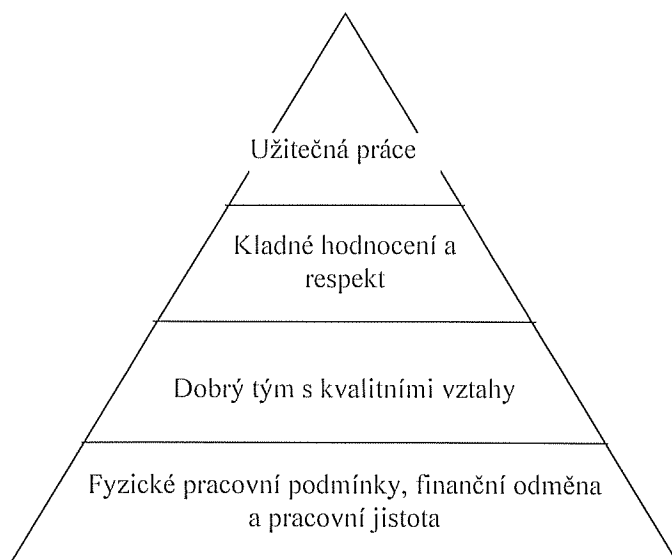 Užitečná práce
Kladné hodnocení a
respekt
Dobrý tým s kvalitními vztahy
Fyzické pracovní podmínky, finanční odměna
a pracovní jistota